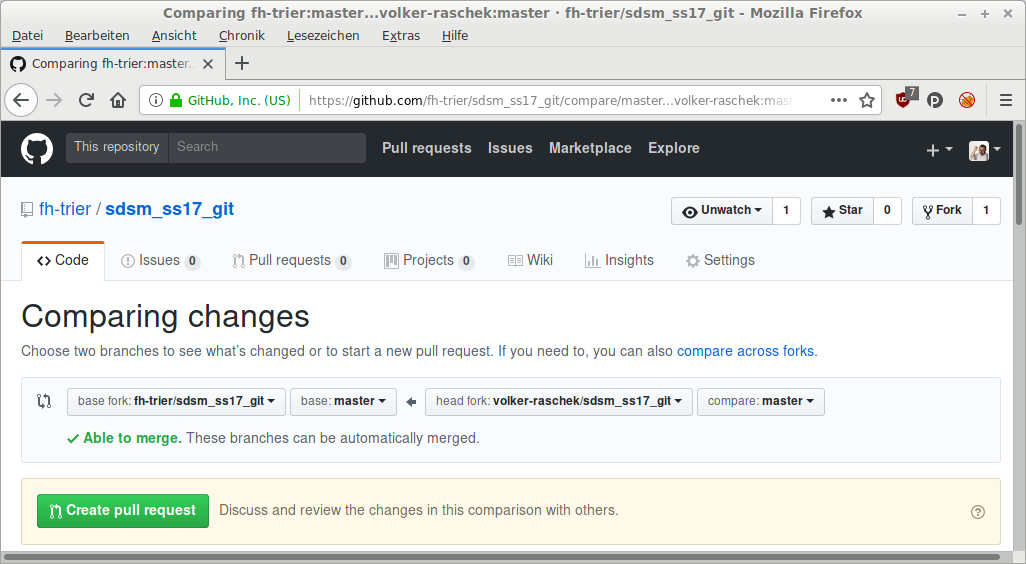 Comparing fh-trier:master...volker-raschek:master · fh-trier/sdsm_ss17_git - Mozilla Firefox
Datei Bearbeiten Ansicht Chronik Lesezeichen Extras Hilfe
Comparing fh-trier:master...
GitHub, Inc. (US) https://github.com/fh-trier/sdsm_ss17_git/compare/master...volker-raschek:mast 7
This repository Search Pull requests Issues Marketplace Explore
fh-trier / sdsm_ss17_git Unwatch 1 Star 0 Fork 1
Code Issues 0 Pull requests 0 Projects 0 Wiki Insights Settings
Comparing changes
Choose two branches to see what's changed or to start a new pull request. If you need to, you can also compare across forks.
base fork: fh-trier/sdsm_ss17_git base: master head fork: volker-raschek/sdsm_ss17_git compare: master
Able to merge. These branches can be automatically merged.
Create pull request Discuss and review the changes in this comparison with others.